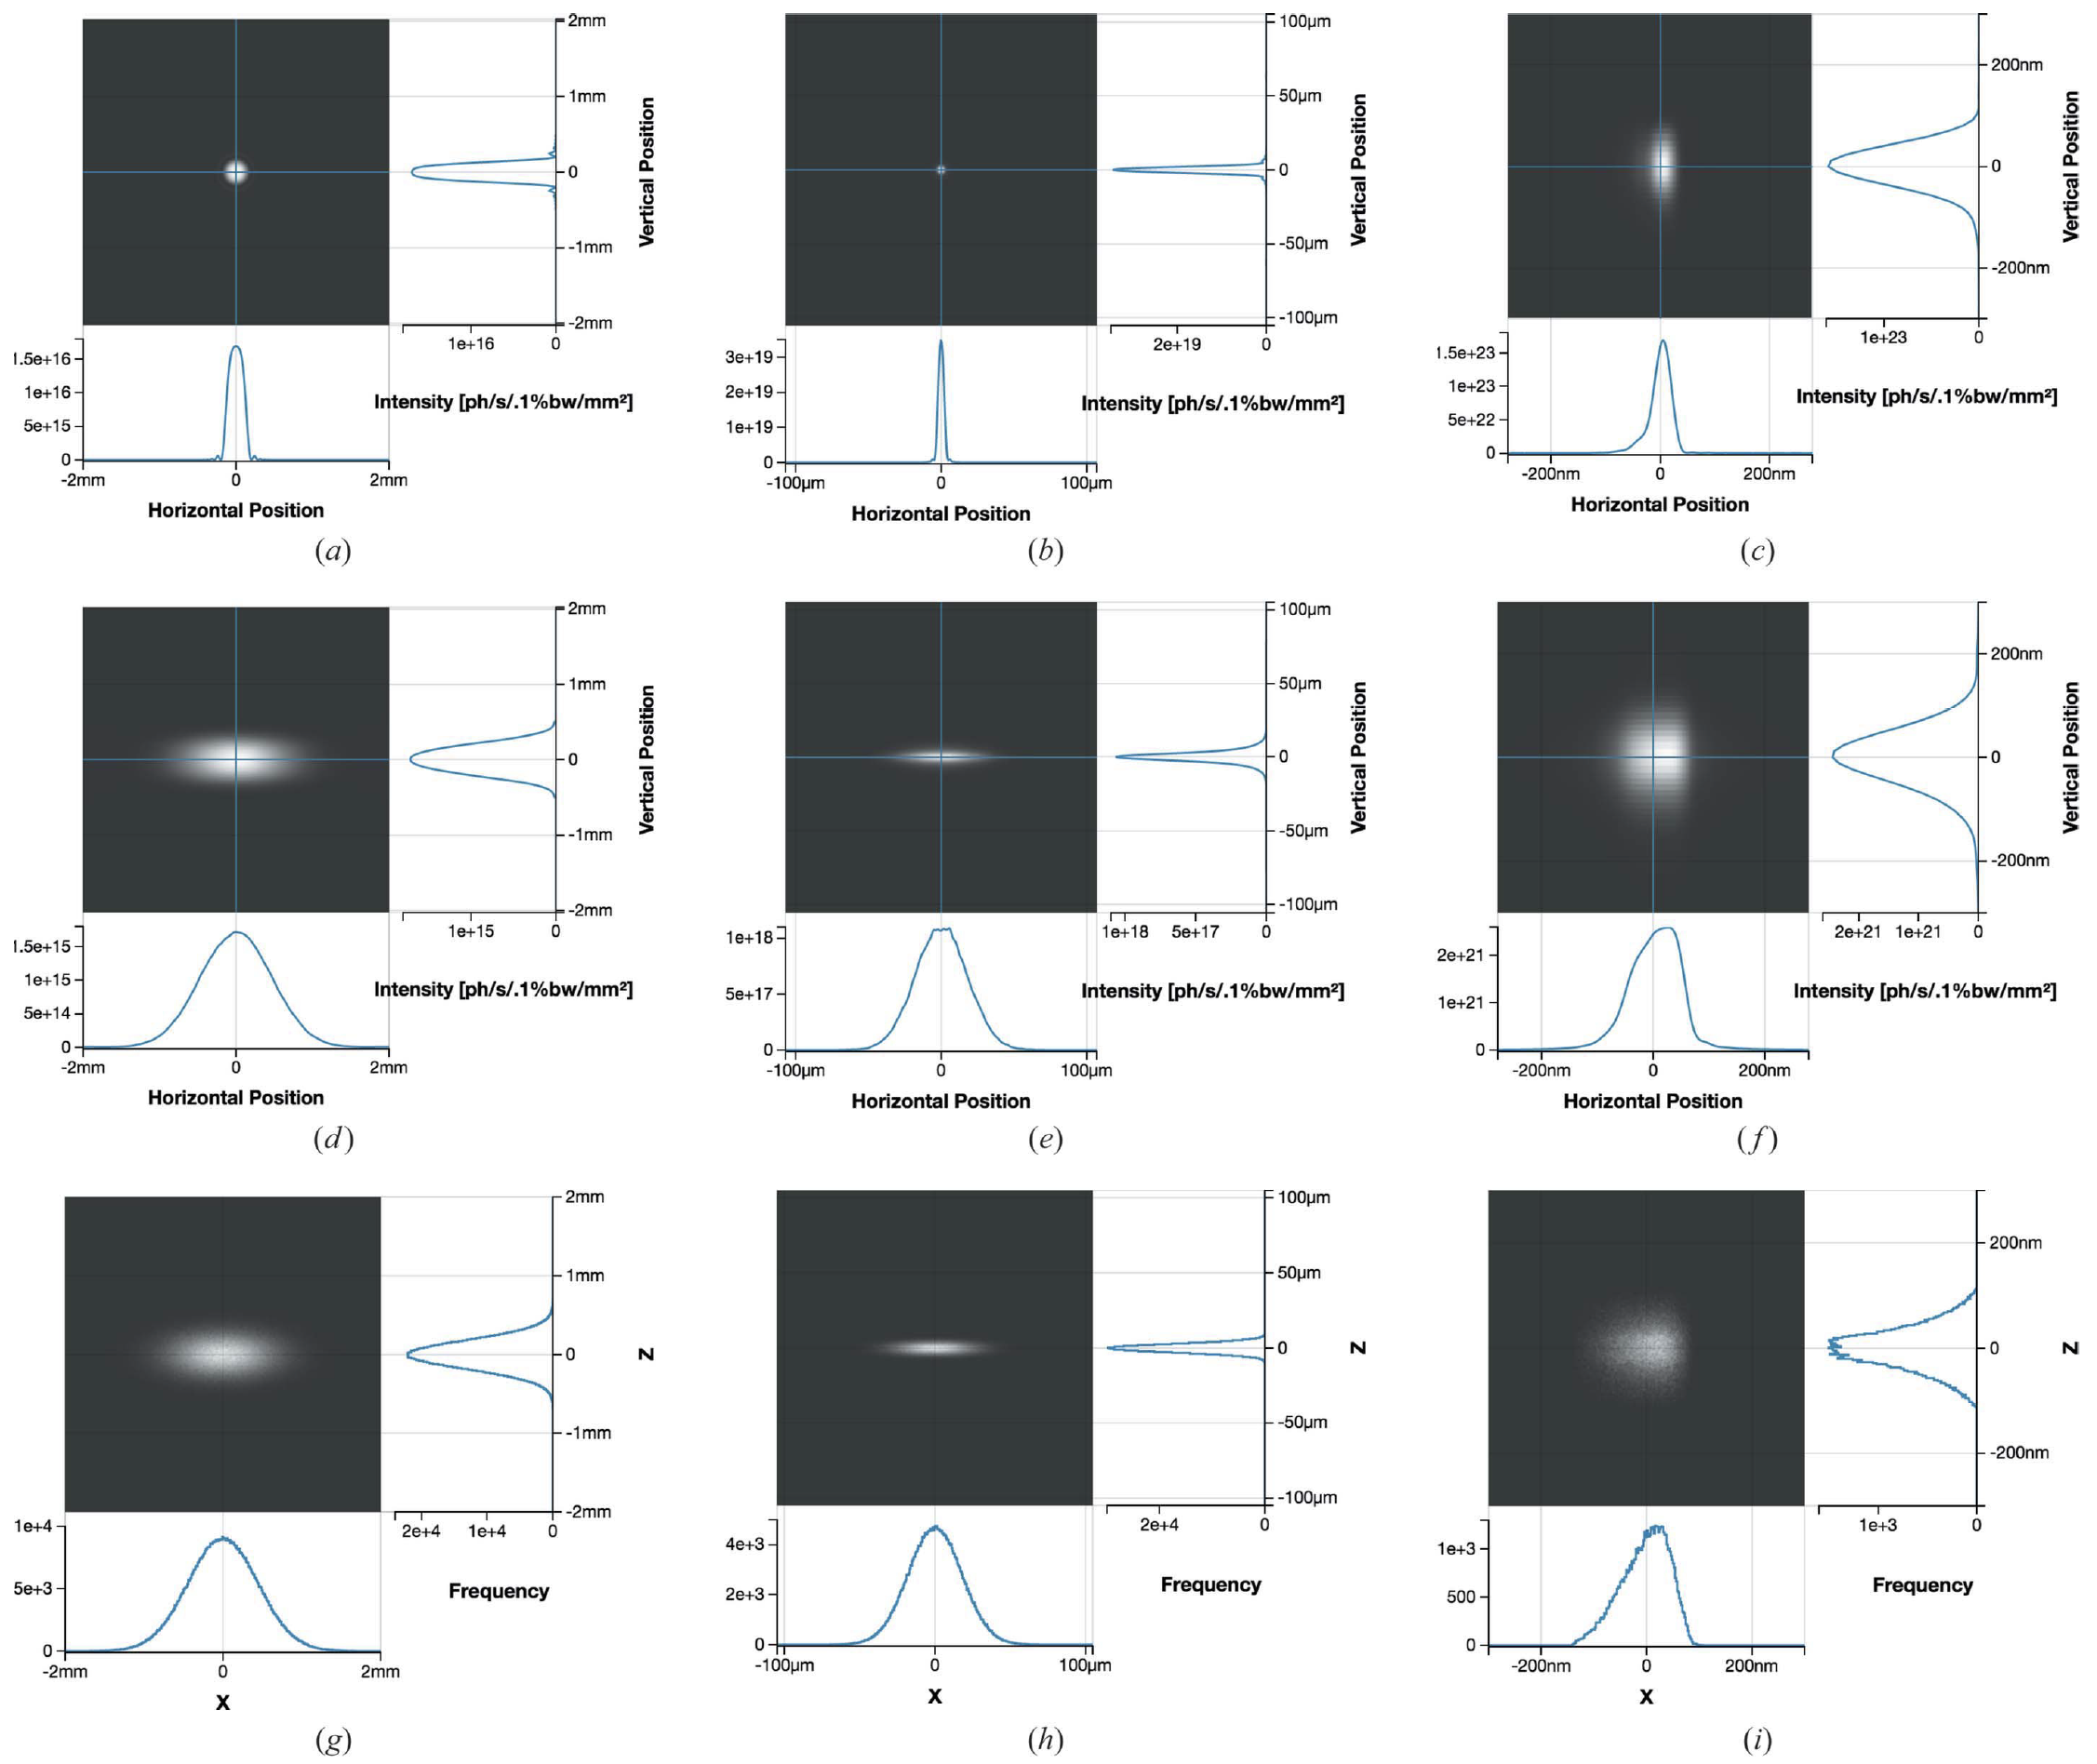 2mm
1mm
0
-1mm
-2mm
Vertical Position
1e+16 0
1.5e+16
1e+16
5e+15
0
-2mm 0 2mm
Intensity [ph/s/.1%bw/mm²]
Horizontal Position
(a)
100µm
50µm
0
-50µm
-100µm
Vertical Position
2e+19 0
3e+19
2e+19
1e+19
0
-100µm 0 100µm
Intensity [ph/s/.1%bw/mm²]
Horizontal Position
(b)
200nm
0
-200nm
Vertical Position
1e+23 0
1.5e+23
1e+23
5e+22
0
-200nm 0 200nm
Intensity [ph/s/.1%bw/mm²]
Horizontal Position
(c)
2mm
1mm
0
-1mm
-2mm
Vertical Position
1e+15 0
1.5e+15
1e+15
5e+14
0
-2mm 0 2mm
Intensity [ph/s/.1%bw/mm²]
Horizontal Position
(d)
100µm
50µm
0
-50µm
-100µm
Vertical Position
1e+18 5e+17 0
1e+18
5e+17
0
-100µm 0 100µm
Intensity [ph/s/.1%bw/mm²]
Horizontal Position
(e)
200nm
0
-200nm
Vertical Position
2e+21 1e+21 0
2e+21
1e+21
0
-200nm 0 200nm
Intensity [ph/s/.1%bw/mm²]
Horizontal Position
(f)
2mm
1mm
0
-1mm
-2mm
Z
2e+4 1e+4 0
1e+4
5e+3
0
-2mm 0 2mm
Frequency
X
(g)
100µm
50µm
0
-50µm
-100µm
Z
2e+4 0
4e+3
2e+3
0
-100µm 0 100µm
Frequency
X
(h)
200nm
0
-200nm
Z
1e+3 0
1e+3
500
0
-200nm 0 200nm
Frequency
X
(i)